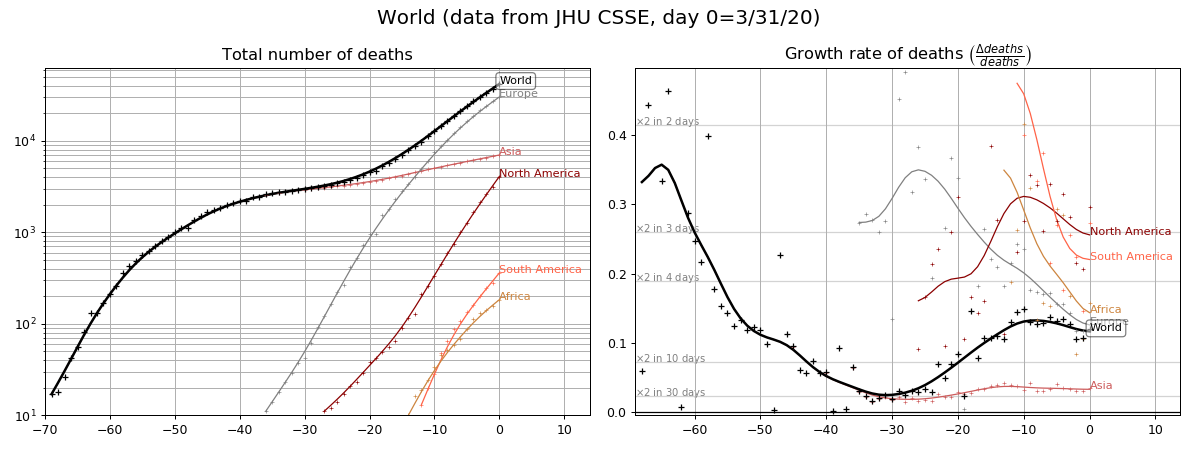 World (data from JHU CSSE, day 0=3/31/20)
Total number of deaths
10^4
10^3
10^2
10^1
−70 −60 −50 −40 −30 −20 −10 0 10
World
Europe
Asia
North America
South America
Africa
Growth rate of deaths (Δdeaths/deaths)
0.4
0.3
0.2
0.1
0.0
−60 −50 −40 −30 −20 −10 0 10
×2 in 2 days
×2 in 3 days
×2 in 4 days
×2 in 10 days
×2 in 30 days
North America
South America
Africa
Europe
World
Asia